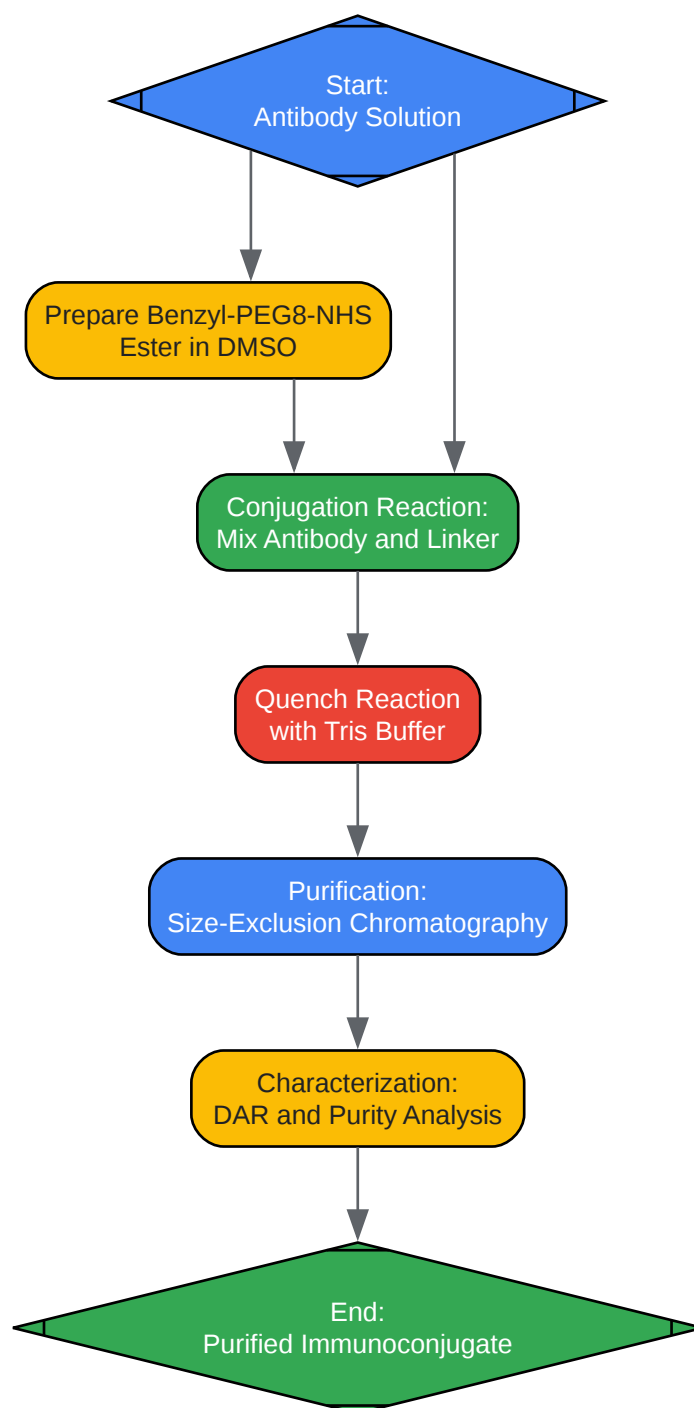 Start:
Antibody Solution
Prepare Benzyl-PEG8-NHS
Ester in DMSO
Conjugation Reaction:
Mix Antibody and Linker
Quench Reaction
with Tris Buffer
Purification:
Size-Exclusion Chromatography
Characterization:
DAR and Purity Analysis
End:
Purified Immunoconjugate